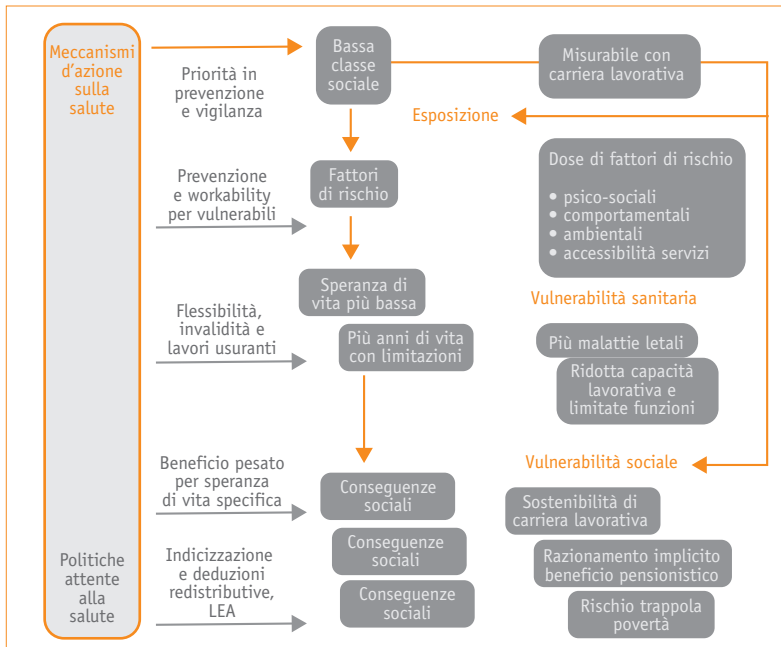 Meccanismi
d'azione
sulla
salute
Politiche
attente
alla
salute
Priorità in
prevenzione
e vigilanza
Prevenzione
e workability
per vulnerabili
Flessibilità,
invalidità e
lavori usuranti
Beneficio pesato
per speranza
di vita specifica
Indicizzazione
e deduzioni
redistributive,
LEA
Bassa
classe
sociale
Fattori
di rischio
Speranza di
vita più bassa
Più anni di vita
con limitazioni
Conseguenze
sociali
Conseguenze
sociali
Conseguenze
sociali
Misurabile con
carriera lavorativa
Esposizione
Dose di fattori di rischio
• psico-sociali
• comportamentali
• ambientali
• accessibilità servizi
Vulnerabilità sanitaria
Più malattie letali
Ridotta capacità
lavorativa e
limitate funzioni
Vulnerabilità sociale
Sostenibilità di
carriera lavorativa
Razionamento implicito
beneficio pensionistico
Rischio trappola
povertà